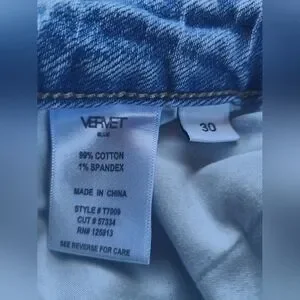 VERVET
BLUE
30
99% COTTON
1% SPANDEX
MADE IN CHINA
STYLE # T7009
CUT # 57334
RN# 125813
SEE REVERSE FOR CARE